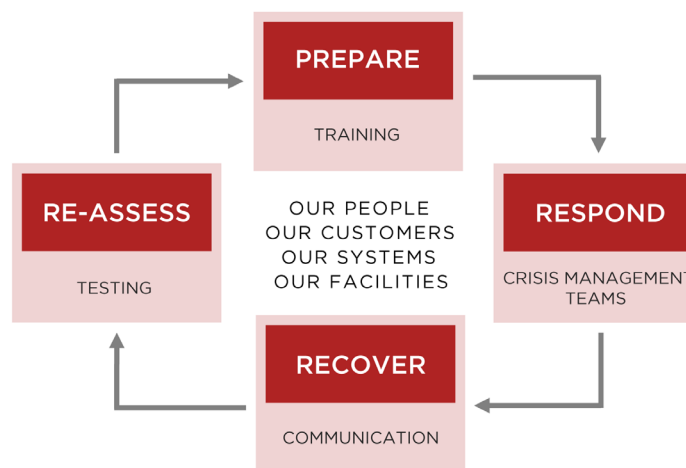 PREPARE
TRAINING
RE-ASSESS
TESTING
OUR PEOPLE
OUR CUSTOMERS
OUR SYSTEMS
OUR FACILITIES
RESPOND
CRISIS MANAGEMENT
TEAMS
RECOVER
COMMUNICATION